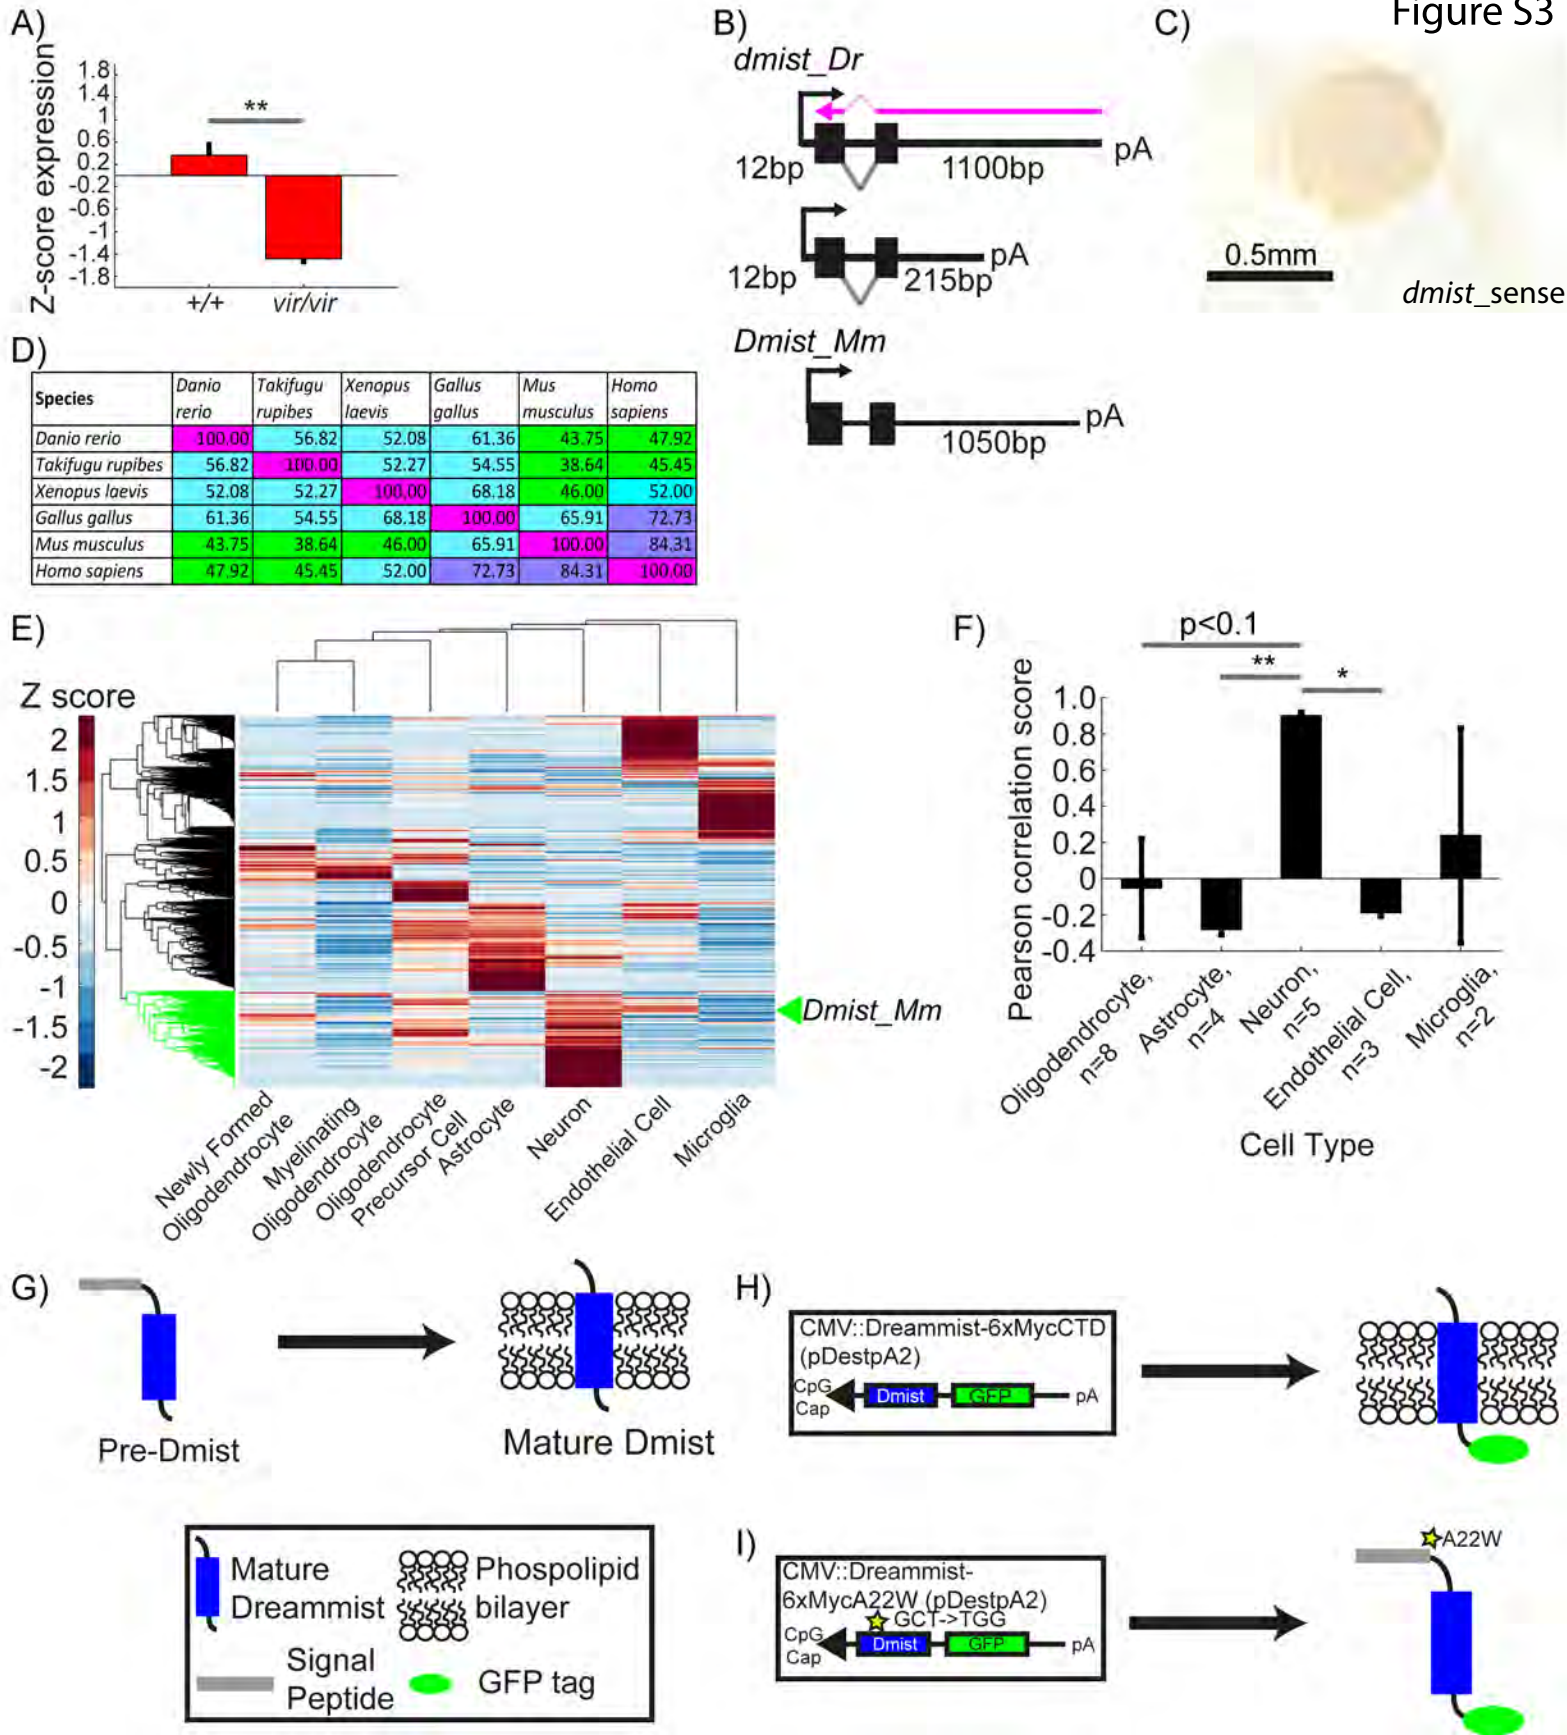 Figure S3
A)
Z-score expression
1.8
1.4
1
0.6
0.2
-0.2
-0.6
-1
-1.4
-1.8
**
+/+
vir/vir
B)
dmist_Dr
12bp
1100bp
pA
12bp
215bp
pA
Dmist_Mm
1050bp
pA
C)
0.5mm
dmist_sense
D)
Species Danio rerio Takifugu rupibes Xenopus laevis Gallus gallus Mus musculus Homo sapiens
Danio rerio 100.00 56.82 52.08 61.36 43.75 47.92
Takifugu rupibes 56.82 100.00 52.27 54.55 38.64 45.45
Xenopus laevis 52.08 52.27 100.00 68.18 46.00 52.00
Gallus gallus 61.36 54.55 68.18 100.00 65.91 72.73
Mus musculus 43.75 38.64 46.00 65.91 100.00 84.31
Homo sapiens 47.92 45.45 52.00 72.73 84.31 100.00
E)
Z score
2
1.5
1
0.5
0
-0.5
-1
-1.5
-2
Dmist_Mm
Newly Formed
Oligodendrocyte
Myelinating
Oligodendrocyte
Oligodendrocyte
Precursor Cell
Astrocyte
Neuron
Endothelial Cell
Microglia
F)
p<0.1
**
*
Pearson correlation score
1.0
0.8
0.6
0.4
0.2
0
-0.2
-0.4
Oligodendrocyte,
n=8
Astrocyte,
n=4
Neuron,
n=5
Endothelial Cell,
n=3
Microglia,
n=2
Cell Type
G)
Pre-Dmist
Mature Dmist
Mature
Dreammist
Phospolipid
bilayer
Signal
Peptide
GFP tag
H)
CMV::Dreammist-6xMycCTD
(pDestpA2)
CpG
Cap
Dmist
GFP
pA
I)
CMV::Dreammist-
6xMycA22W (pDestpA2)
GCT->TGG
CpG
Cap
Dmist
GFP
pA
A22W